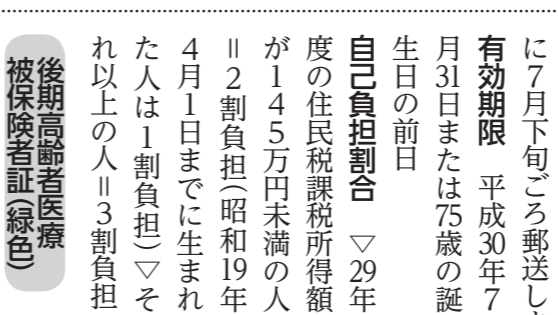 に7月下旬ごろ郵送し
有効期限　平成30年7
月31日または75歳の誕
生日の前日
自己負担割合　▽29年
度の住民税課税所得額
が145万円未満の人
＝2割負担（昭和19年
4月1日までに生まれ
た人は1割負担）▽そ
れ以上の人＝3割負担
後期高齢者医療
被保険者証（緑色）